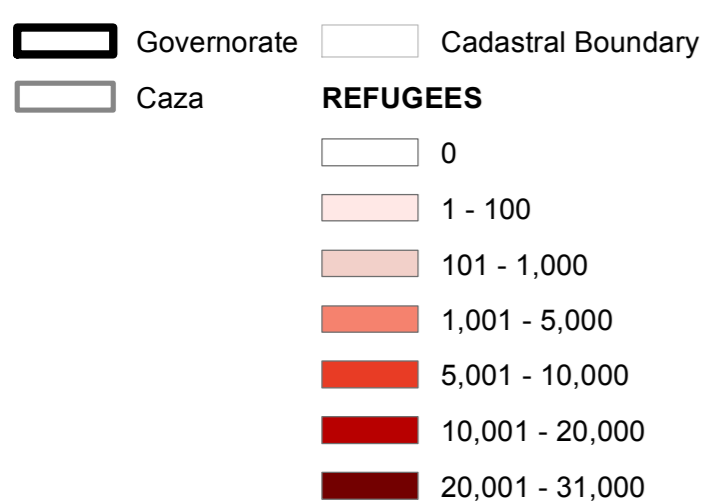 Governorate Cadastral Boundary
Caza REFUGEES
0
1 - 100
101 - 1,000
1,001 - 5,000
5,001 - 10,000
10,001 - 20,000
20,001 - 31,000